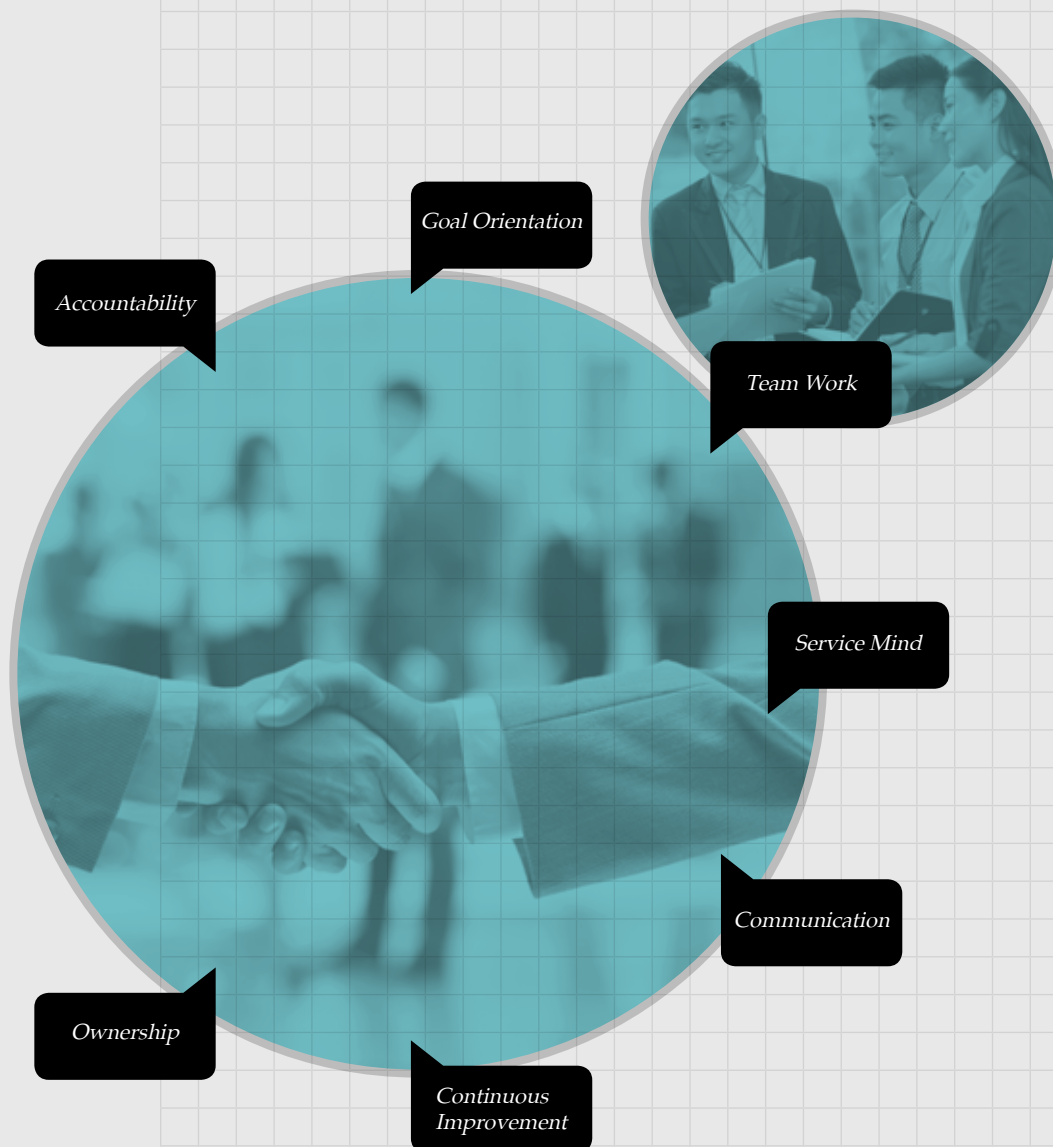 Goal Orientation
Accountability
Team Work
Service Mind
Communication
Ownership
Continuous
Improvement